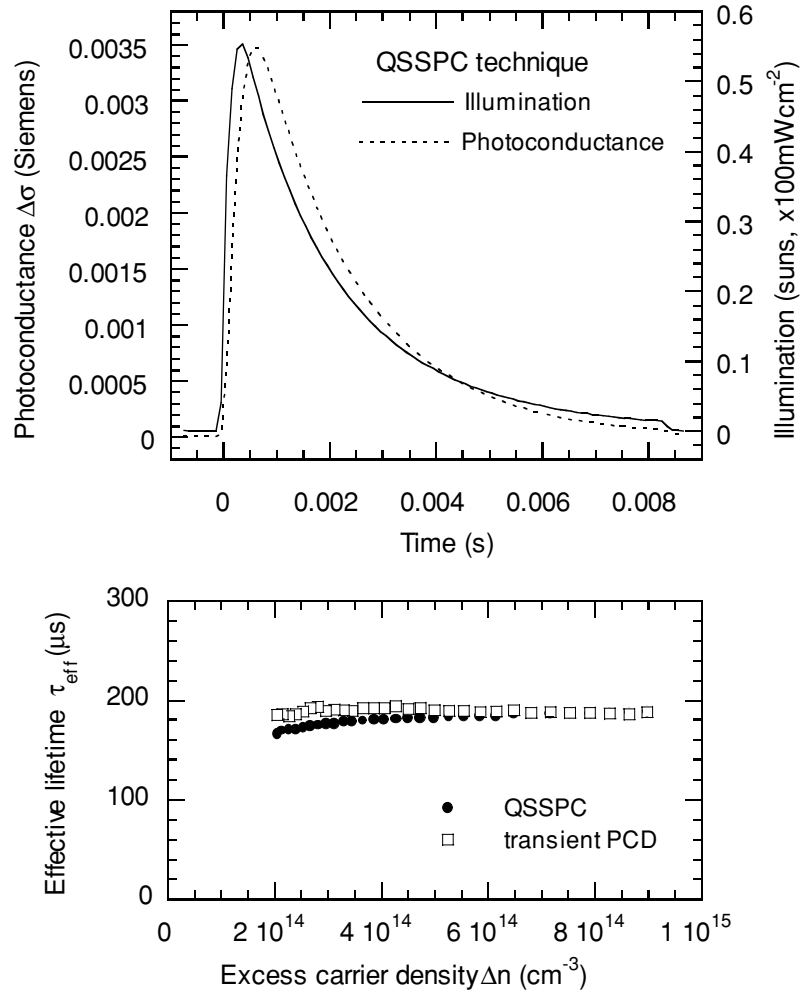 0.0035
0.003
0.0025
0.002
0.0015
0.001
0.0005
0
Photoconductance Δσ (Siemens)
QSSPC technique
Illumination
Photoconductance
0.6
0.5
0.4
0.3
0.2
0.1
0
Illumination (suns, x100mWcm-2)
0 0.002 0.004 0.006 0.008
Time (s)
300
200
100
0
Effective lifetime τeff (μs)
QSSPC
transient PCD
0 2 10^14 4 10^14 6 10^14 8 10^14 1 10^15
Excess carrier density Δn (cm-3)